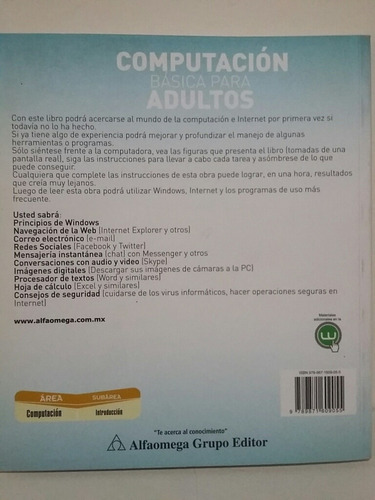 COMPUTACIÓN
BÁSICA PARA
ADULTOS
Con este libro podrá acercarse al mundo de la computación e Internet por primera vez si
todavía no lo ha hecho.
Si ya tiene algo de experiencia podrá mejorar y profundizar el manejo de algunas
herramientas o programas.
Sólo siéntese frente a la computadora, vea las figuras que presenta el libro (tomadas de una
pantalla real), siga las instrucciones para llevar a cabo cada tarea y asómbrese de lo que
puede conseguir.
Cualquiera que complete las instrucciones de esta obra puede lograr, en una hora, resultados
que creía muy lejanos.
Luego de leer esta obra podrá utilizar Windows, Internet y los programas de uso más
frecuente.
Usted sabrá:
Principios de Windows
Navegación de la Web (Internet Explorer y otros)
Correo electrónico (e-mail)
Redes Sociales (Facebook y Twitter)
Mensajería instantánea (chat) con Messenger y otros
Conversaciones con audio y video (Skype)
Imágenes digitales (Descargar sus imágenes de cámaras a la PC)
Procesador de textos (Word y similares)
Hoja de cálculo (Excel y similares)
Consejos de seguridad (cuidarse de los virus informáticos, hacer operaciones seguras en
Internet)
www.alfaomega.com.mx
Materiales
adicionales en la
W
ÁREA
SUBÁREA
Computación
Introducción
"Te acerca al conocimiento"
Alfaomega Grupo Editor